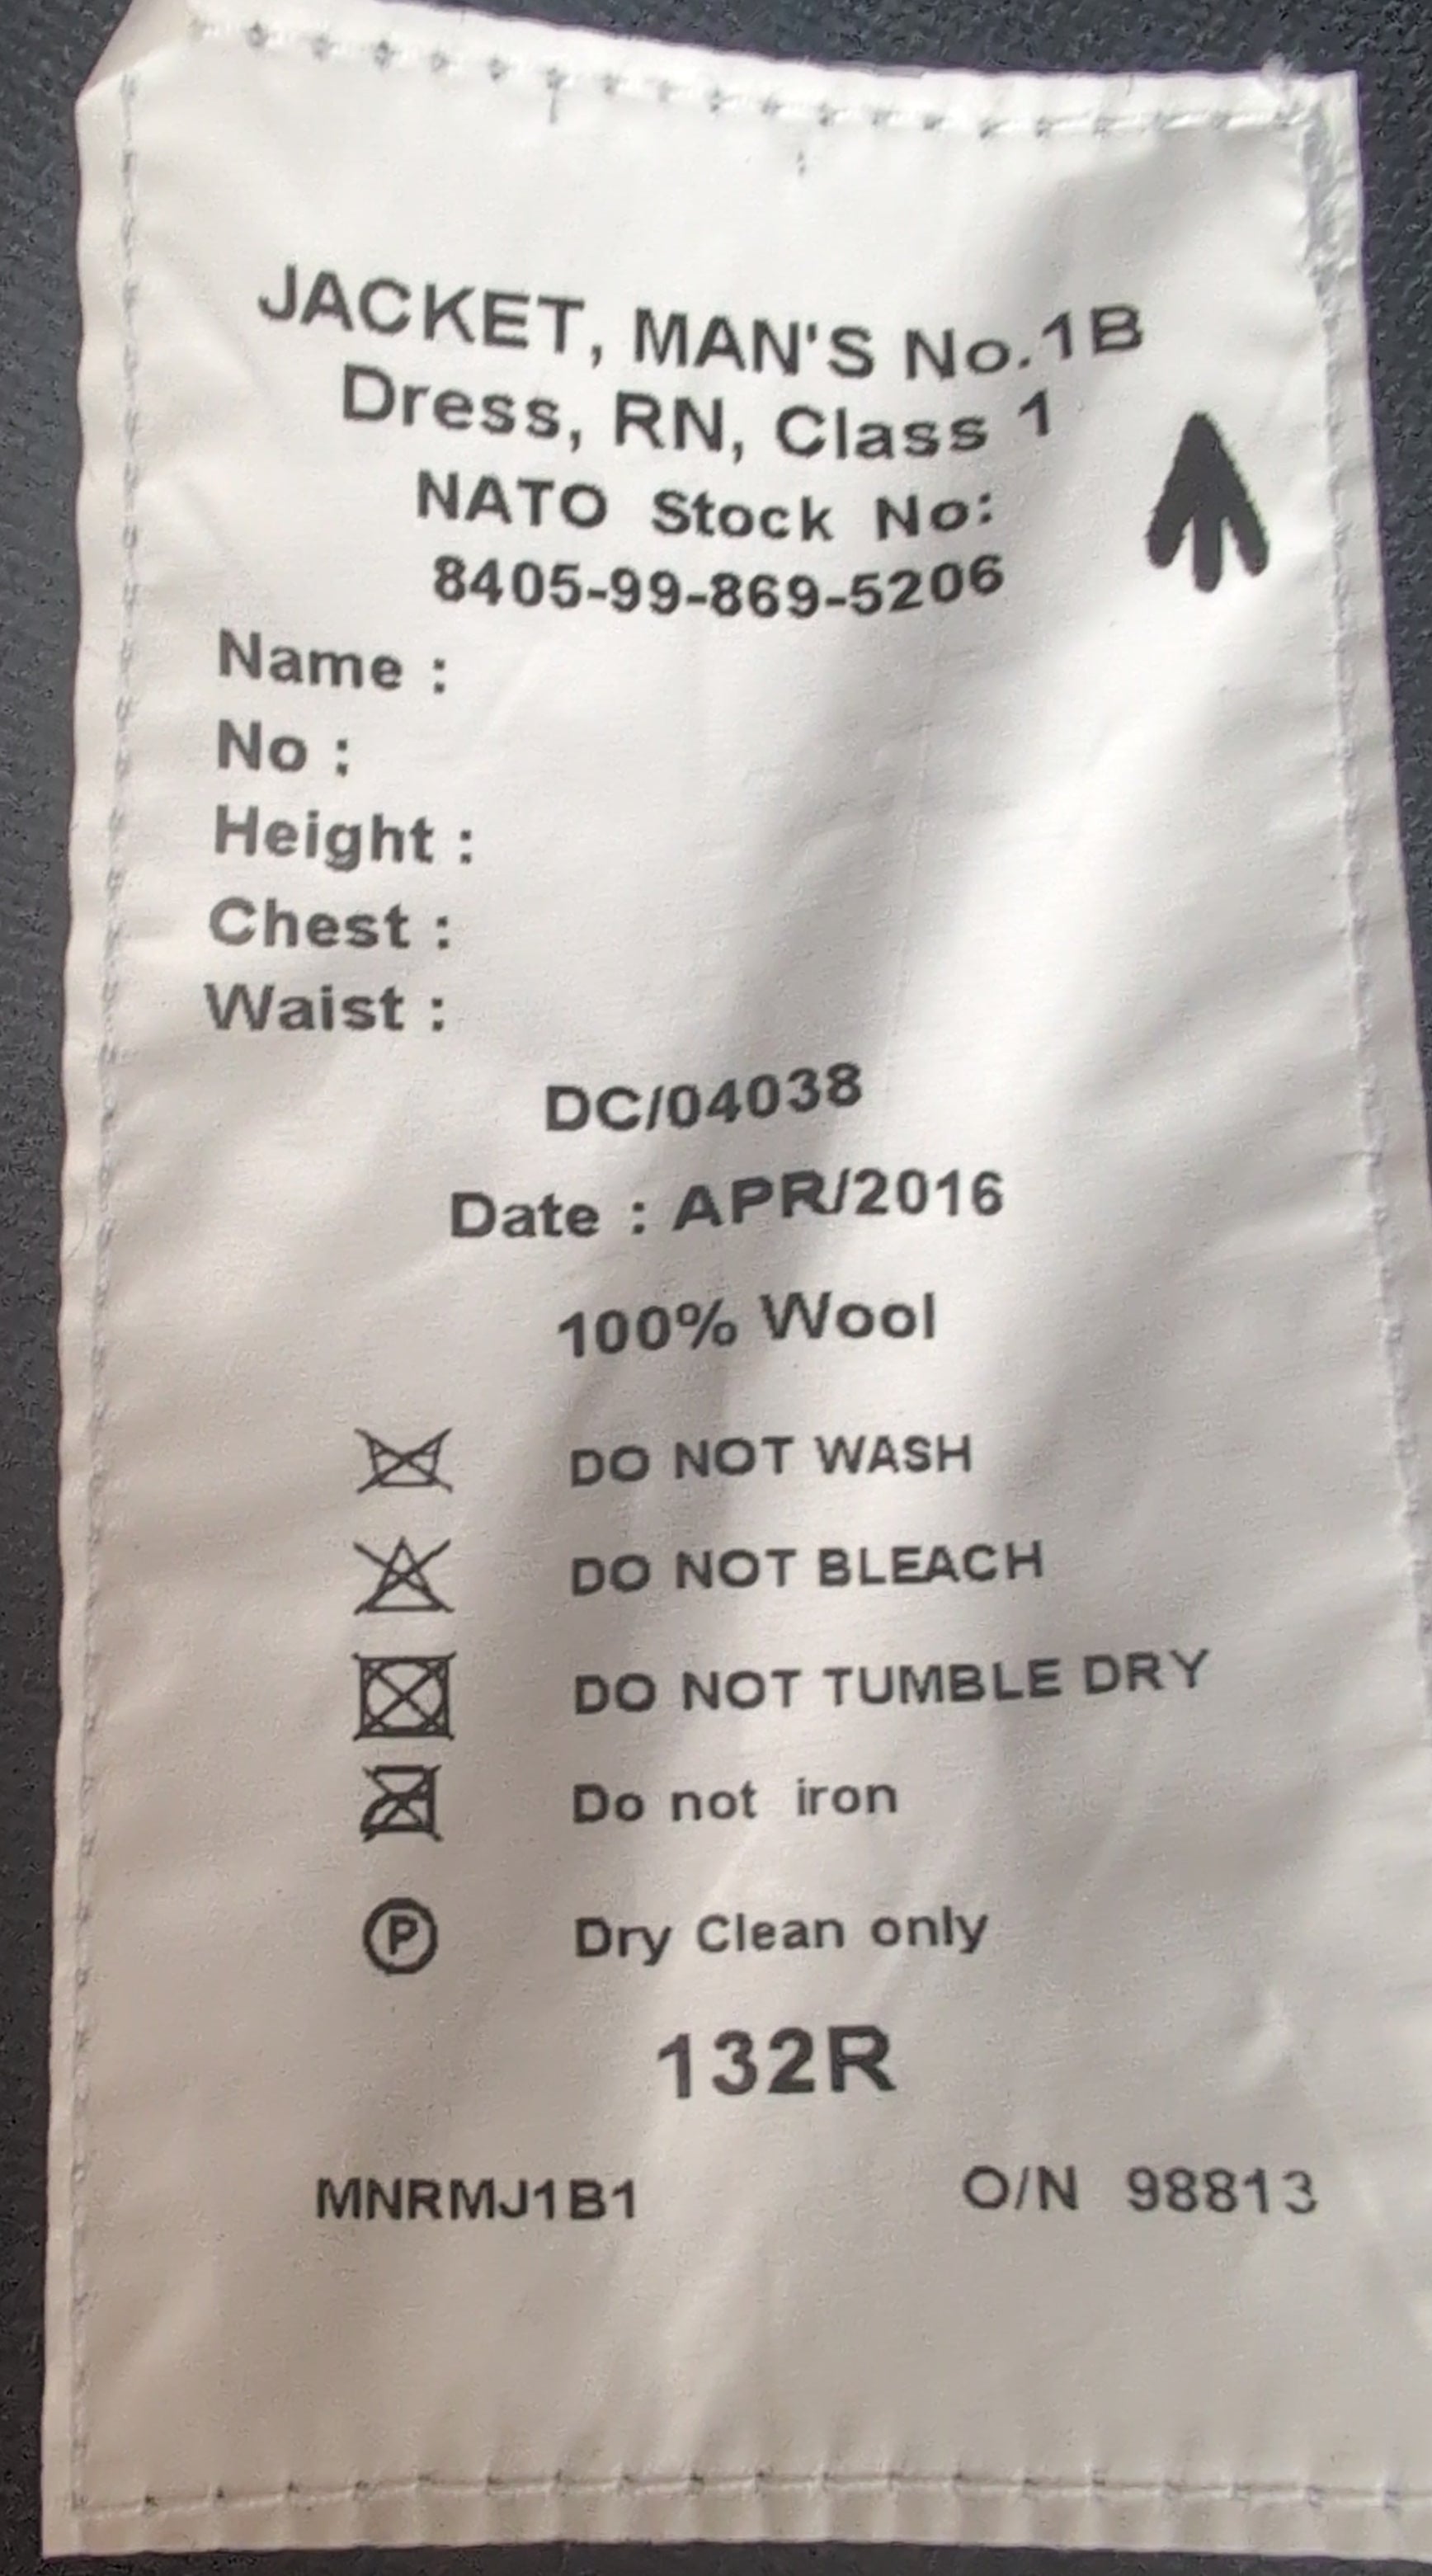 JACKET, MAN'S No.1B
Dress, RN, Class 1
NATO Stock No:
8405-99-869-5206
Name :
No :
Height :
Chest :
Waist :
DC/04038
Date : APR/2016
100% Wool
DO NOT WASH
DO NOT BLEACH
DO NOT TUMBLE DRY
Do not iron
P Dry Clean only
132R
MNRMJ1B1 O/N 98813